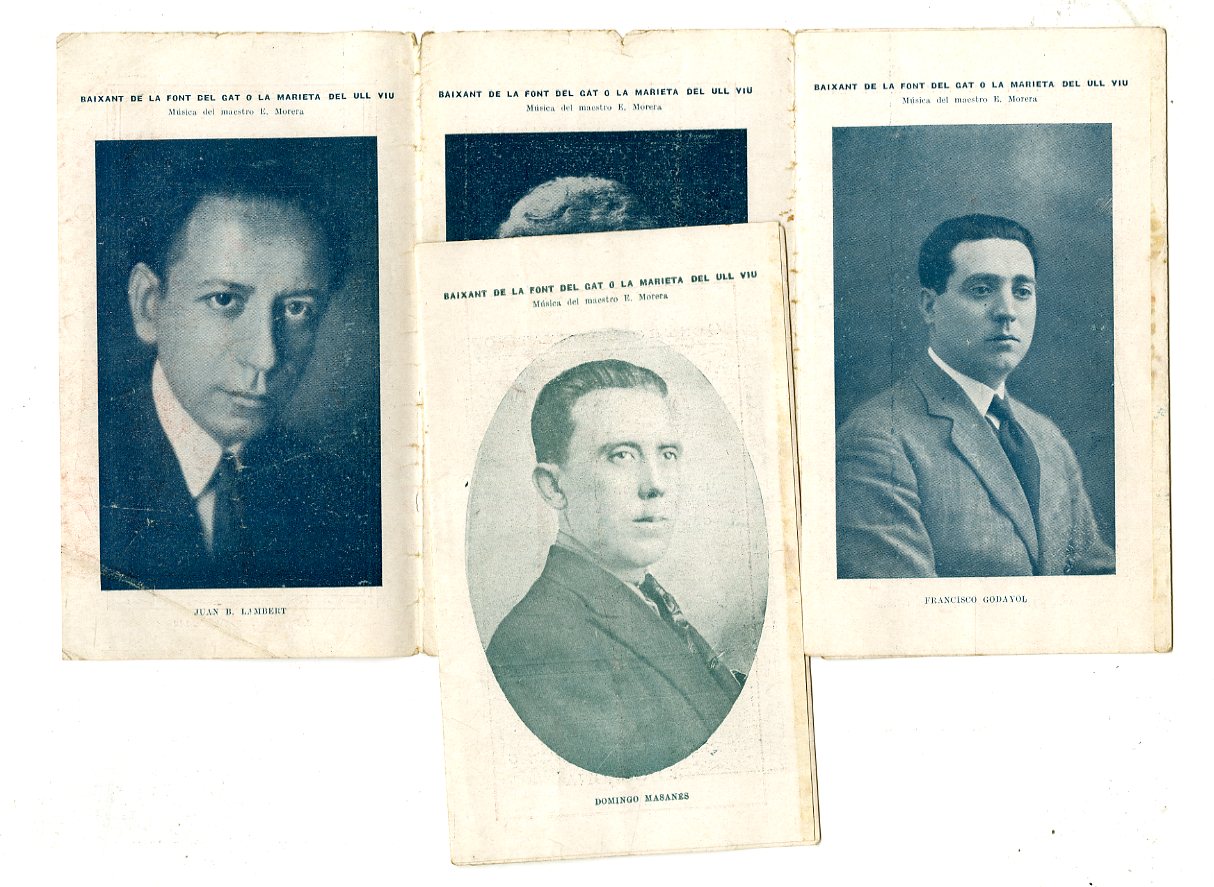 BAIXANT DE LA FONT DEL GAT O LA MARIETA DEL ULL VIU
Música del maestro E. Morera
JUAN B. LAMBERT
BAIXANT DE LA FONT DEL GAT O LA MARIETA DEL ULL VIU
Música del maestro E. Morera
BAIXANT DE LA FONT DEL GAT O LA MARIETA DEL ULL VIU
Música del maestro E. Morera
FRANCISCO GODAYOL
BAIXANT DE LA FONT DEL GAT O LA MARIETA DEL ULL VIU
Música del maestro E. Morera
DOMINGO MASANÉS